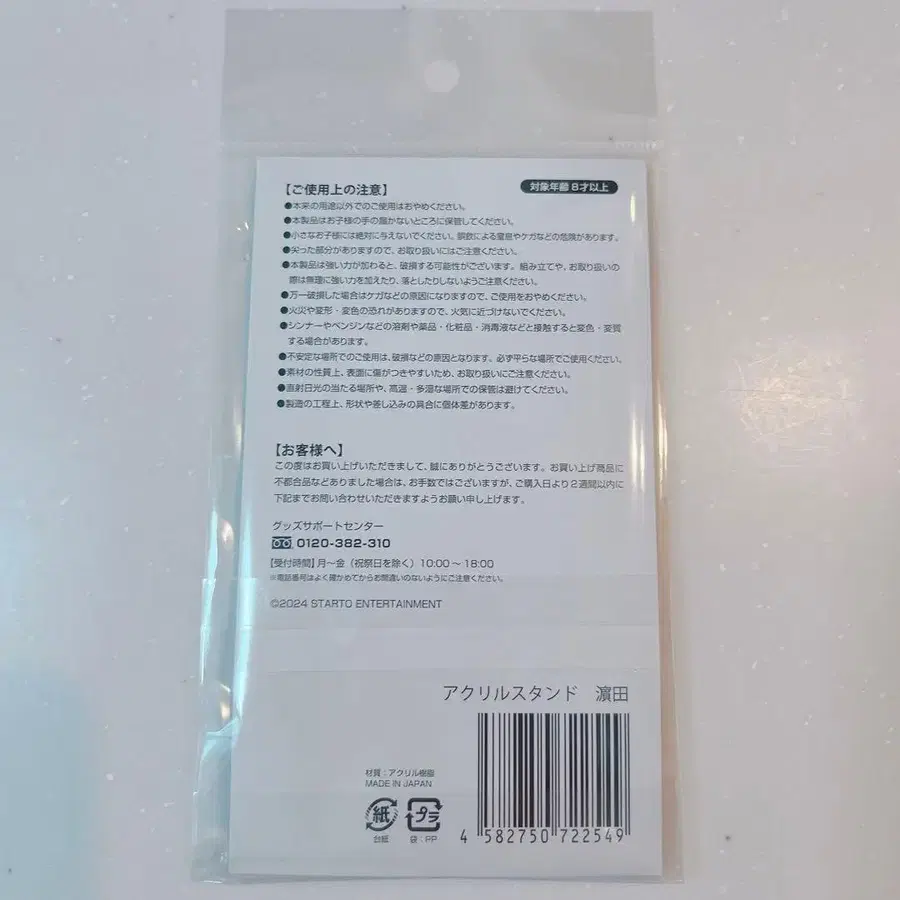 【ご使用上の注意】
対象年齢8才以上
●本来の用途以外でのご使用はおやめください。
●本製品はお子様の手の届かないところに保管してください。
●小さなお子様には絶対に与えないでください。誤飲による窒息やケガなどの危険があります。
●尖った部分がありますので、お取り扱いにはご注意ください。
●本製品は強い力が加わると、破損する可能性がございます。組み立てや、お取り扱いの
際は無理に強い力を加えたり、落としたりしないようご注意ください。
●万一破損した場合はケガなどの原因になりますので、ご使用をおやめください。
●火災や変形・変色の恐れがありますので、火気に近づけないでください。
●シンナーやベンジンなどの溶剤や薬品・化粧品・消毒液などと接触すると変色・変質
する場合があります。
●不安定な場所でのご使用は、破損などの原因となります。必ず平らな場所でご使用ください。
●素材の性質上、表面に傷がつきやすいため、お取り扱いにご注意ください。
●直射日光の当たる場所や、高温・多湿な場所での保管は避けてください。
●製造の工程上、形状や差し込みの具合に個体差があります。
【お客様へ】
この度はお買い上げいただきまして、誠にありがとうございます。お買い上げ商品に
不都合品などありました場合は、お手数ではございますが、ご購入日より2週間以内に
下記までお問い合わせいただきますようお願い申し上げます。
グッズサポートセンター
0120-382-310
【受付時間】月～金（祝祭日を除く）10:00～18:00
※電話番号はよく確かめてからお間違いのないようにご注意ください。
©2024 STARTO ENTERTAINMENT
アクリルスタンド 濵田
材質：アクリル樹脂
MADE IN JAPAN
紙 プラ
台紙 袋：PP
4 582750 722549